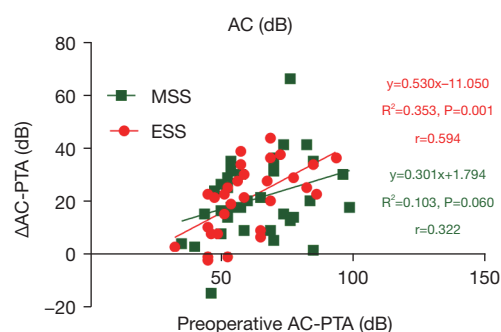 AC (dB)
ΔAC-PTA (dB)
80
60
40
20
0
−20
MSS
ESS
y=0.530x−11.050
R²=0.353, P=0.001
r=0.594
y=0.301x+1.794
R²=0.103, P=0.060
r=0.322
50
100
150
Preoperative AC-PTA (dB)